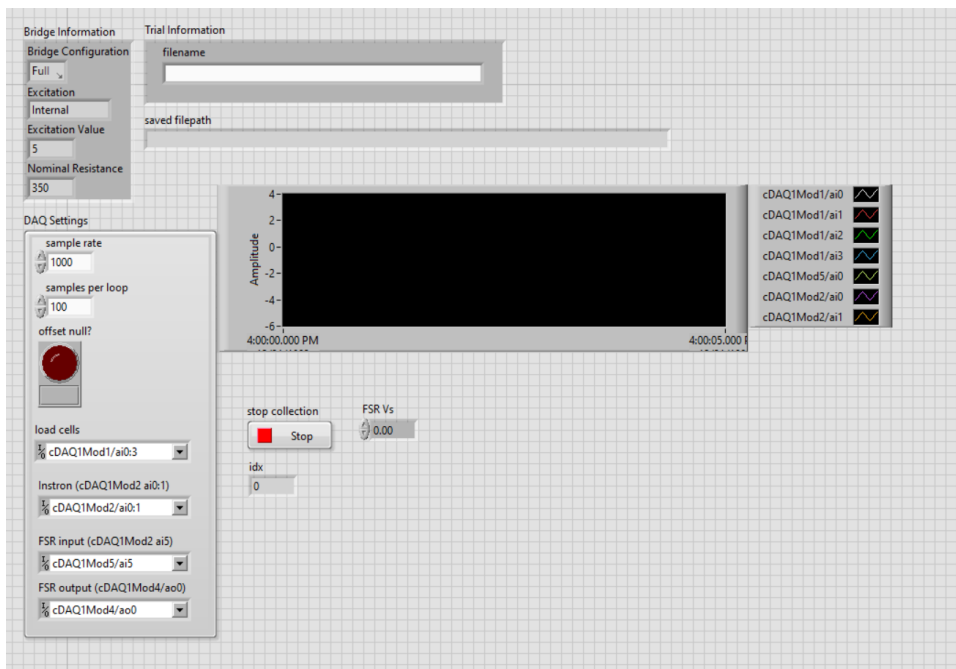 Bridge Information
Bridge Configuration
Full
Excitation
Internal
Excitation Value
5
Nominal Resistance
350
Trial Information
filename
saved filepath
DAQ Settings
sample rate
1000
samples per loop
100
offset null?
load cells
cDAQ1Mod1/ai0:3
Instron (cDAQ1Mod2 ai0:1)
cDAQ1Mod2/ai0:1
FSR input (cDAQ1Mod2 ai5)
cDAQ1Mod5/ai5
FSR output (cDAQ1Mod4/ao0)
cDAQ1Mod4/ao0
Amplitude
4
2
0
-2
-4
-6
4:00:00.000 PM
4:00:05.000
cDAQ1Mod1/ai0
cDAQ1Mod1/ai1
cDAQ1Mod1/ai2
cDAQ1Mod1/ai3
cDAQ1Mod5/ai0
cDAQ1Mod2/ai0
cDAQ1Mod2/ai1
stop collection
Stop
FSR Vs
0.00
idx
0